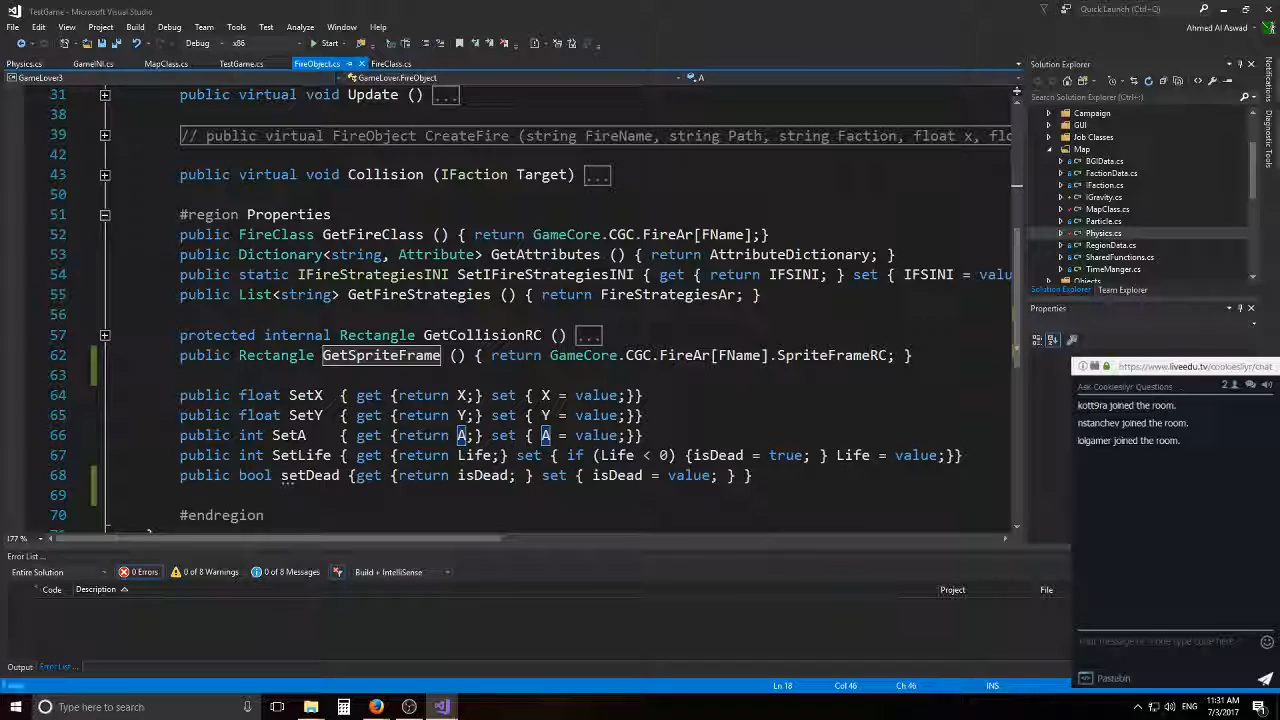 TestGame - Microsoft Visual Studio
Quick Launch (Ctrl+Q)
File Edit View Project Build Debug Team Tools Test Analyze Window Help
Ahmed Al Aswad
Debug x86 Start
Physics.cs GameINI.cs MapClass.cs TestGame.cs FireObject.cs FireClass.cs
GameLover3 GameLover.FireObject A
31 public virtual void Update () ...
38
39 // public virtual FireObject CreateFire (string FireName, string Path, string Faction, float x, flo
42
43 public virtual void Collision (IFaction Target) ...
50
51 #region Properties
52 public FireClass GetFireClass () { return GameCore.CGC.FireAr[FName];}
53 public Dictionary<string, Attribute> GetAttributes () { return AttributeDictionary; }
54 public static IFireStrategiesINI SetIFireStrategiesINI { get { return IFSINI; } set { IFSINI = valu
55 public List<string> GetFireStrategies () { return FireStrategiesAr; }
56
57 protected internal Rectangle GetCollisionRC () ...
62 public Rectangle GetSpriteFrame () { return GameCore.CGC.FireAr[FName].SpriteFrameRC; }
63
64 public float SetX { get {return X;} set { X = value;}}
65 public float SetY { get {return Y;} set { Y = value;}}
66 public int SetA { get {return A;} set { A = value;}}
67 public int SetLife { get {return Life;} set { if (Life < 0) {isDead = true; } Life = value;}}
68 public bool setDead {get {return isDead; } set { isDead = value; } }
69
70 #endregion
177 %
Solution Explorer
Search Solution Explorer (Ctrl+;)
Campaign
GUI
Job Classes
Map
BGIData.cs
FactionData.cs
IFaction.cs
IGravity.cs
MapClass.cs
Particle.cs
Physics.cs
RegionData.cs
SharedFunctions.cs
TimeManger.cs
Objects
Solution Explorer Team Explorer
Properties
Notifications
Diagnostic Tools
https://www.liveedu.tv/cookiesliyr/chat
Ask Cookiesliyr Questions 2
kott9ra joined the room.
nstanchev joined the room.
lolgamer joined the room.
Pastebin
Error List ...
Entire Solution 0 Errors 0 of 8 Warnings 0 of 8 Messages Build + IntelliSense
Code Description Project File
Output Error List ...
Ln 18 Col 46 Ch 46 INS
Type here to search
11:31 AM
7/3/2017